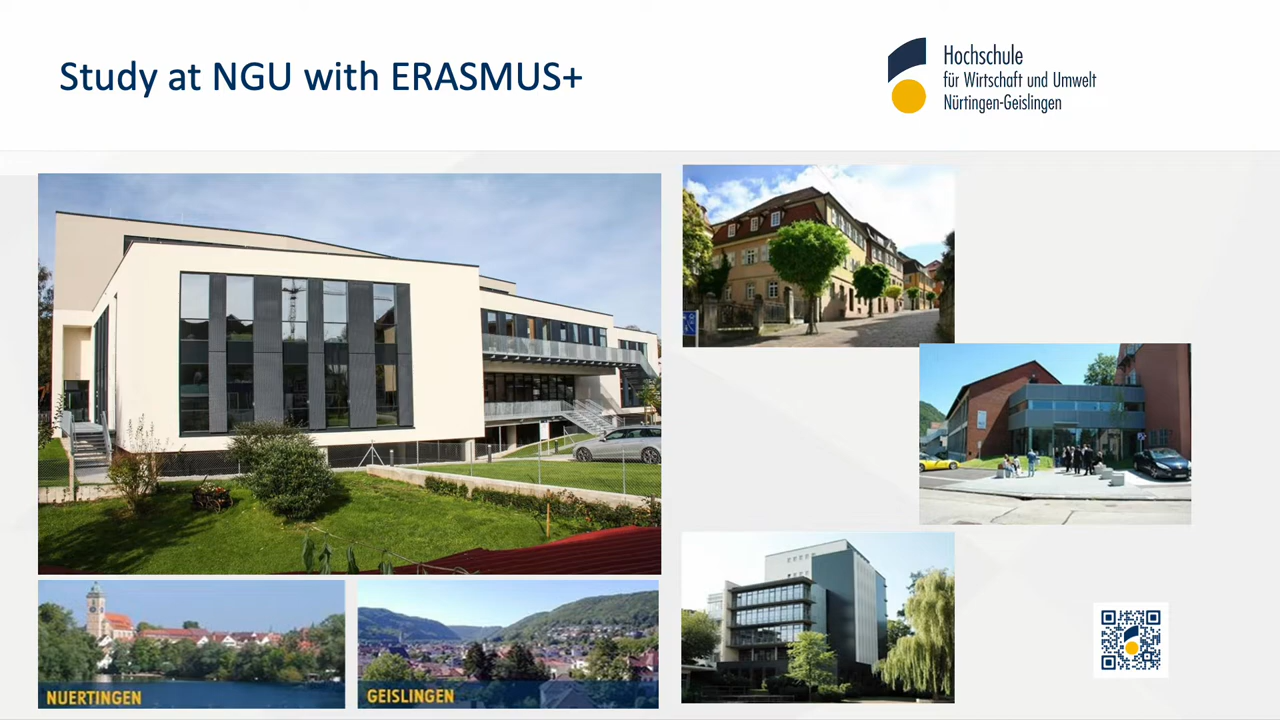 Study at NGU with ERASMUS+
Hochschule
für Wirtschaft und Umwelt
Nürtingen-Geislingen
NUERTINGEN
GEISLINGEN